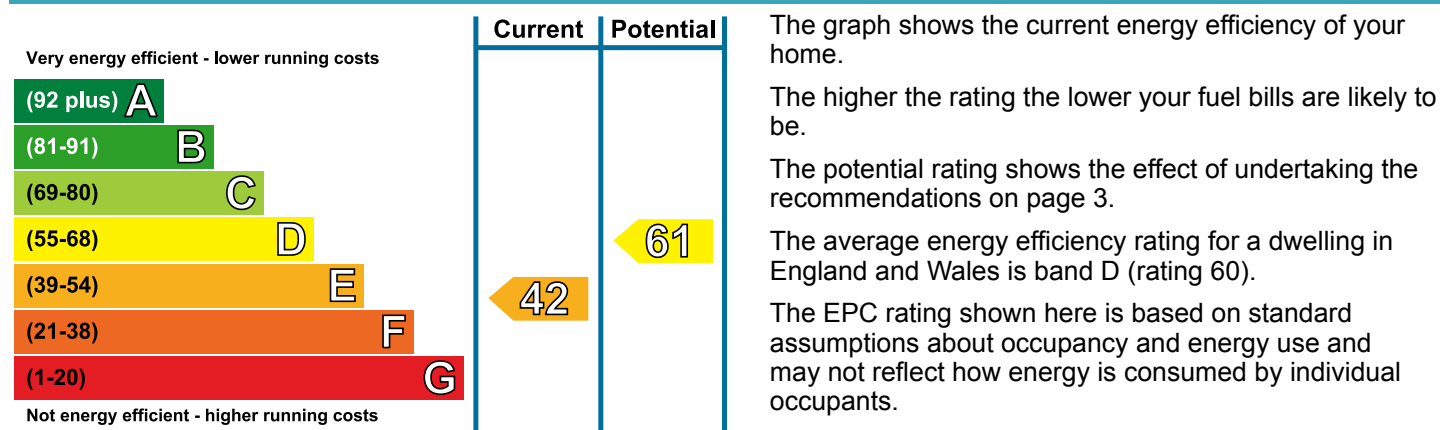 Current Potential
Very energy efficient - lower running costs
(92 plus) A
(81-91) B
(69-80) C
(55-68) D
61
(39-54) E
42
(21-38) F
(1-20) G
Not energy efficient - higher running costs
The graph shows the current energy efficiency of your
home.
The higher the rating the lower your fuel bills are likely to
be.
The potential rating shows the effect of undertaking the
recommendations on page 3.
The average energy efficiency rating for a dwelling in
England and Wales is band D (rating 60).
The EPC rating shown here is based on standard
assumptions about occupancy and energy use and
may not reflect how energy is consumed by individual
occupants.